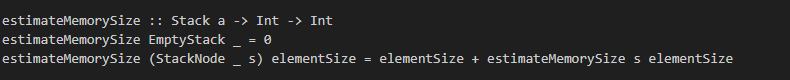 estimateMemorySize :: Stack a -> Int -> Int
estimateMemorySize EmptyStack _ = 0
estimateMemorySize (StackNode _ s) elementSize = elementSize + estimateMemorySize s elementSize